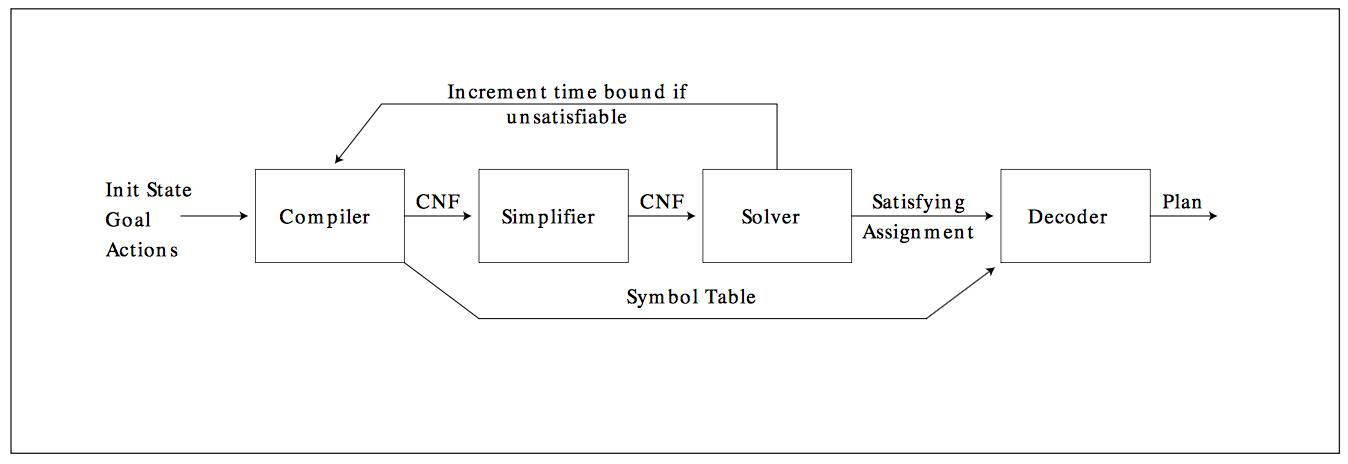 Increment time bound if
unsatisfiable
Init State
Goal
Actions
Compiler
CNF
Simplifier
CNF
Solver
Satisfying
Assignment
Decoder
Plan
Symbol Table